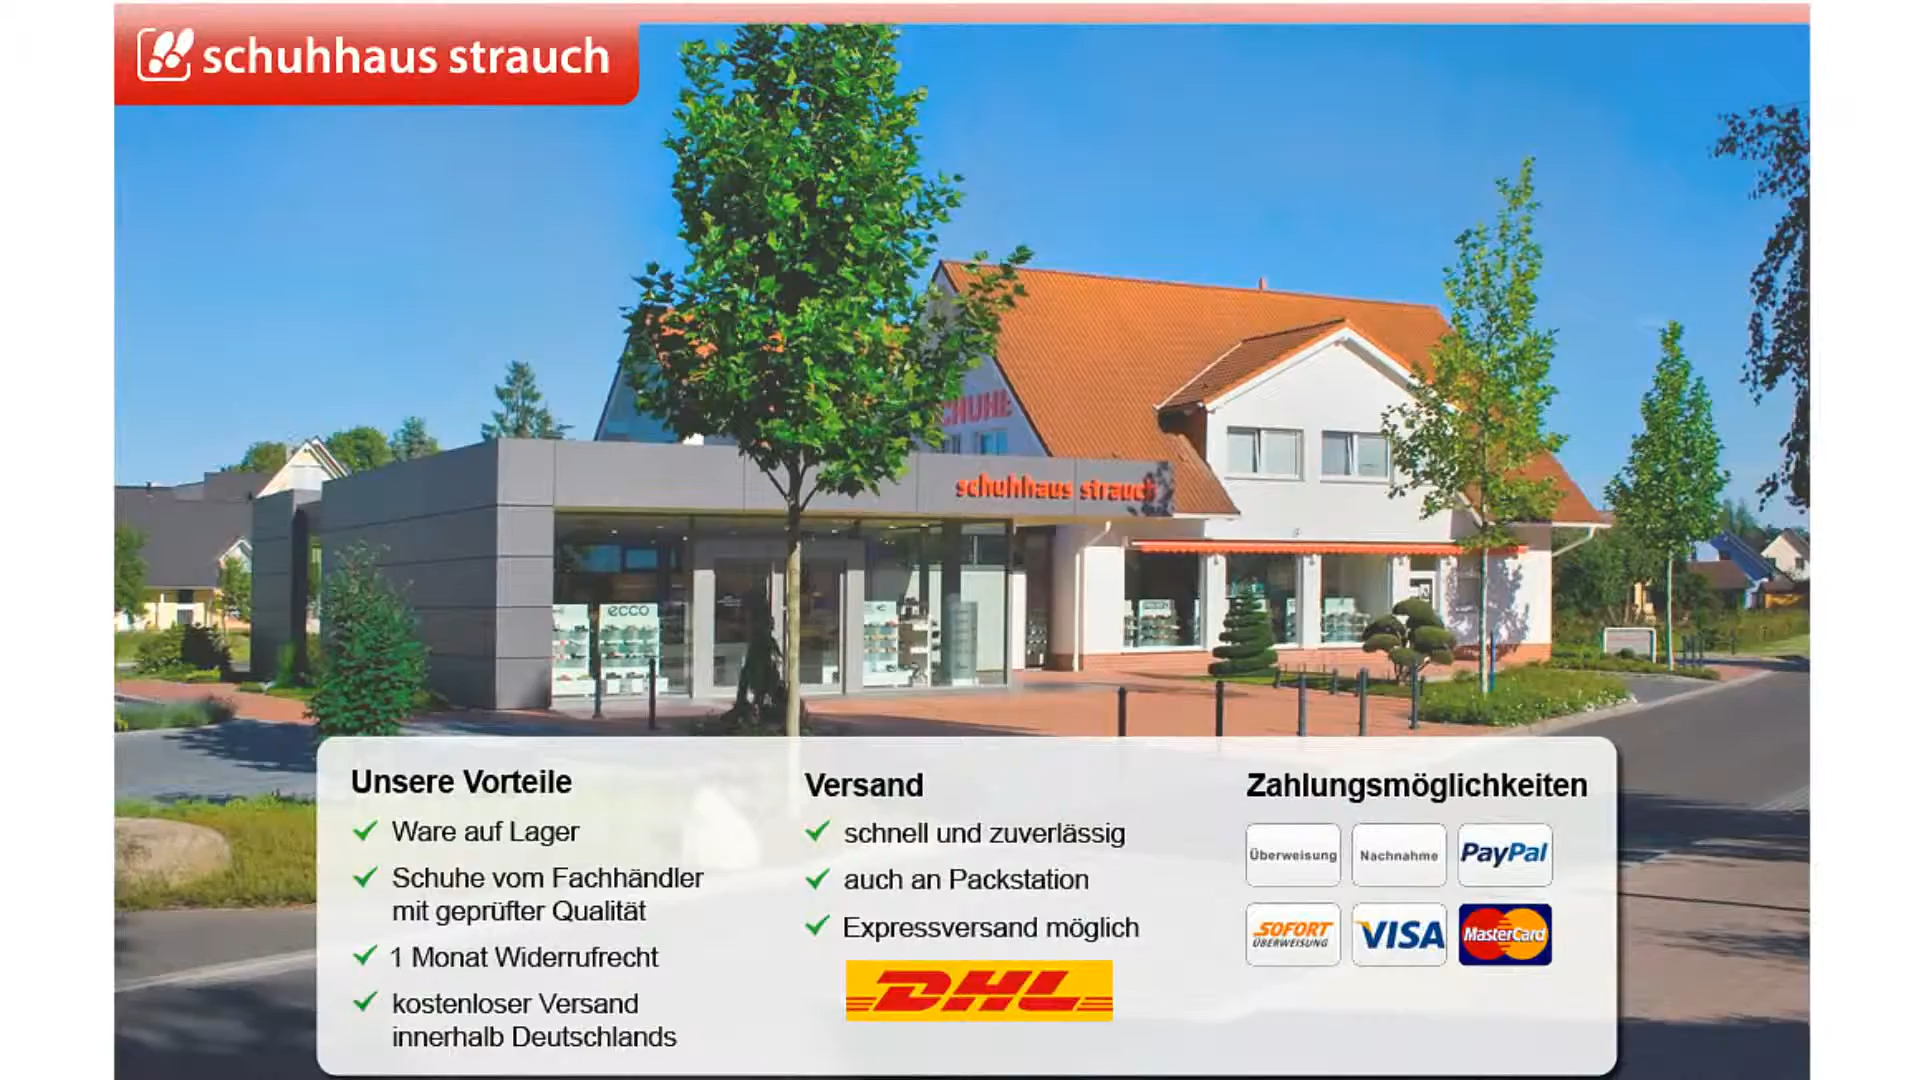 schuhhaus strauch
CHUHE
schuhhaus strauch
ecco
Unsere Vorteile
Ware auf Lager
Schuhe vom Fachhändler
mit geprüfter Qualität
1 Monat Widerrufrecht
kostenloser Versand
innerhalb Deutschlands
Versand
schnell und zuverlässig
auch an Packstation
Expressversand möglich
DHL
Zahlungsmöglichkeiten
Überweisung Nachnahme PayPal
SOFORT
ÜBERWEISUNG
VISA MasterCard